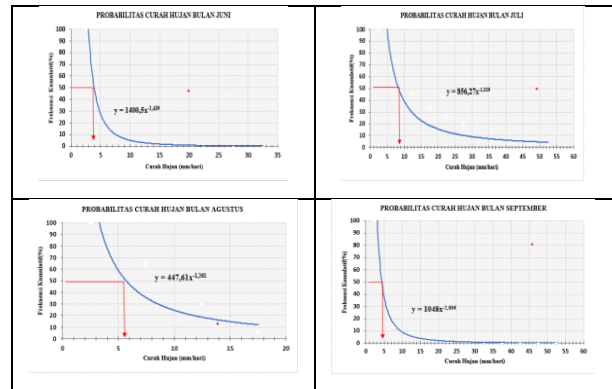 PROBABILITAS CURAH HUJAN BULAN JUNI
Frekuensi Kumulatif(%)
100
90
80
70
60
50
40
30
20
10
0
y = 1400,5x
0 5 10 15 20 25 30 35
Curah Hujan (mm/hari)
PROBABILITAS CURAH HUJAN BULAN JULI
Frekuensi Kumulatif(%)
100
90
80
70
60
50
40
30
20
10
0
y = 856,27x
0 5 10 15 20 25 30 35 40 45 50 55 60
Curah Hujan (mm/hari)
PROBABILITAS CURAH HUJAN BULAN AGUSTUS
Frekuensi Kumulatif(%)
100
90
80
70
60
50
40
30
20
10
0
y = 447,61x
0 5 10 15 20
Curah Hujan (mm/hari)
PROBABILITAS CURAH HUJAN BULAN SEPTEMBER
Frekuensi Kumulatif(%)
100
90
80
70
60
50
40
30
20
10
0
y = 1048x
0 5 10 15 20 25 30 35 40 45 50 55 60
Curah Hujan (mm/hari)